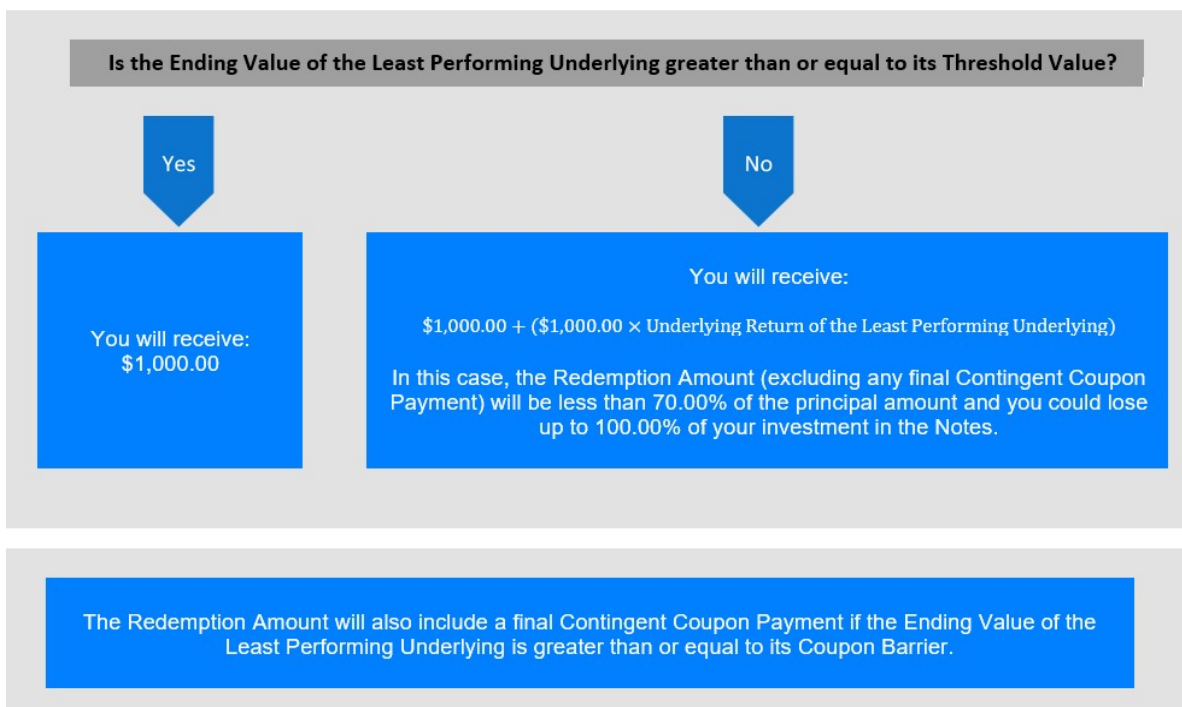 Is the Ending Value of the Least Performing Underlying greater than or equal to its Threshold Value?
Yes
No
You will receive:
$1,000.00
You will receive:
$1,000.00 + ($1,000.00 × Underlying Return of the Least Performing Underlying)
In this case, the Redemption Amount (excluding any final Contingent Coupon
Payment) will be less than 70.00% of the principal amount and you could lose
up to 100.00% of your investment in the Notes.
The Redemption Amount will also include a final Contingent Coupon Payment if the Ending Value of the
Least Performing Underlying is greater than or equal to its Coupon Barrier.